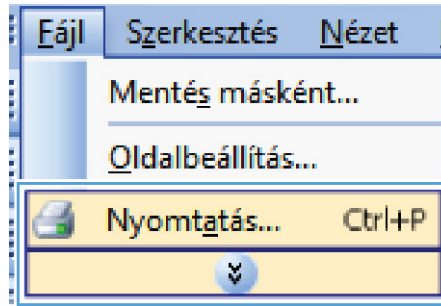 Fájl Szerkesztés Nézet
Mentés másként...
Oldalbeállítás...
Nyomtatás... Ctrl+P